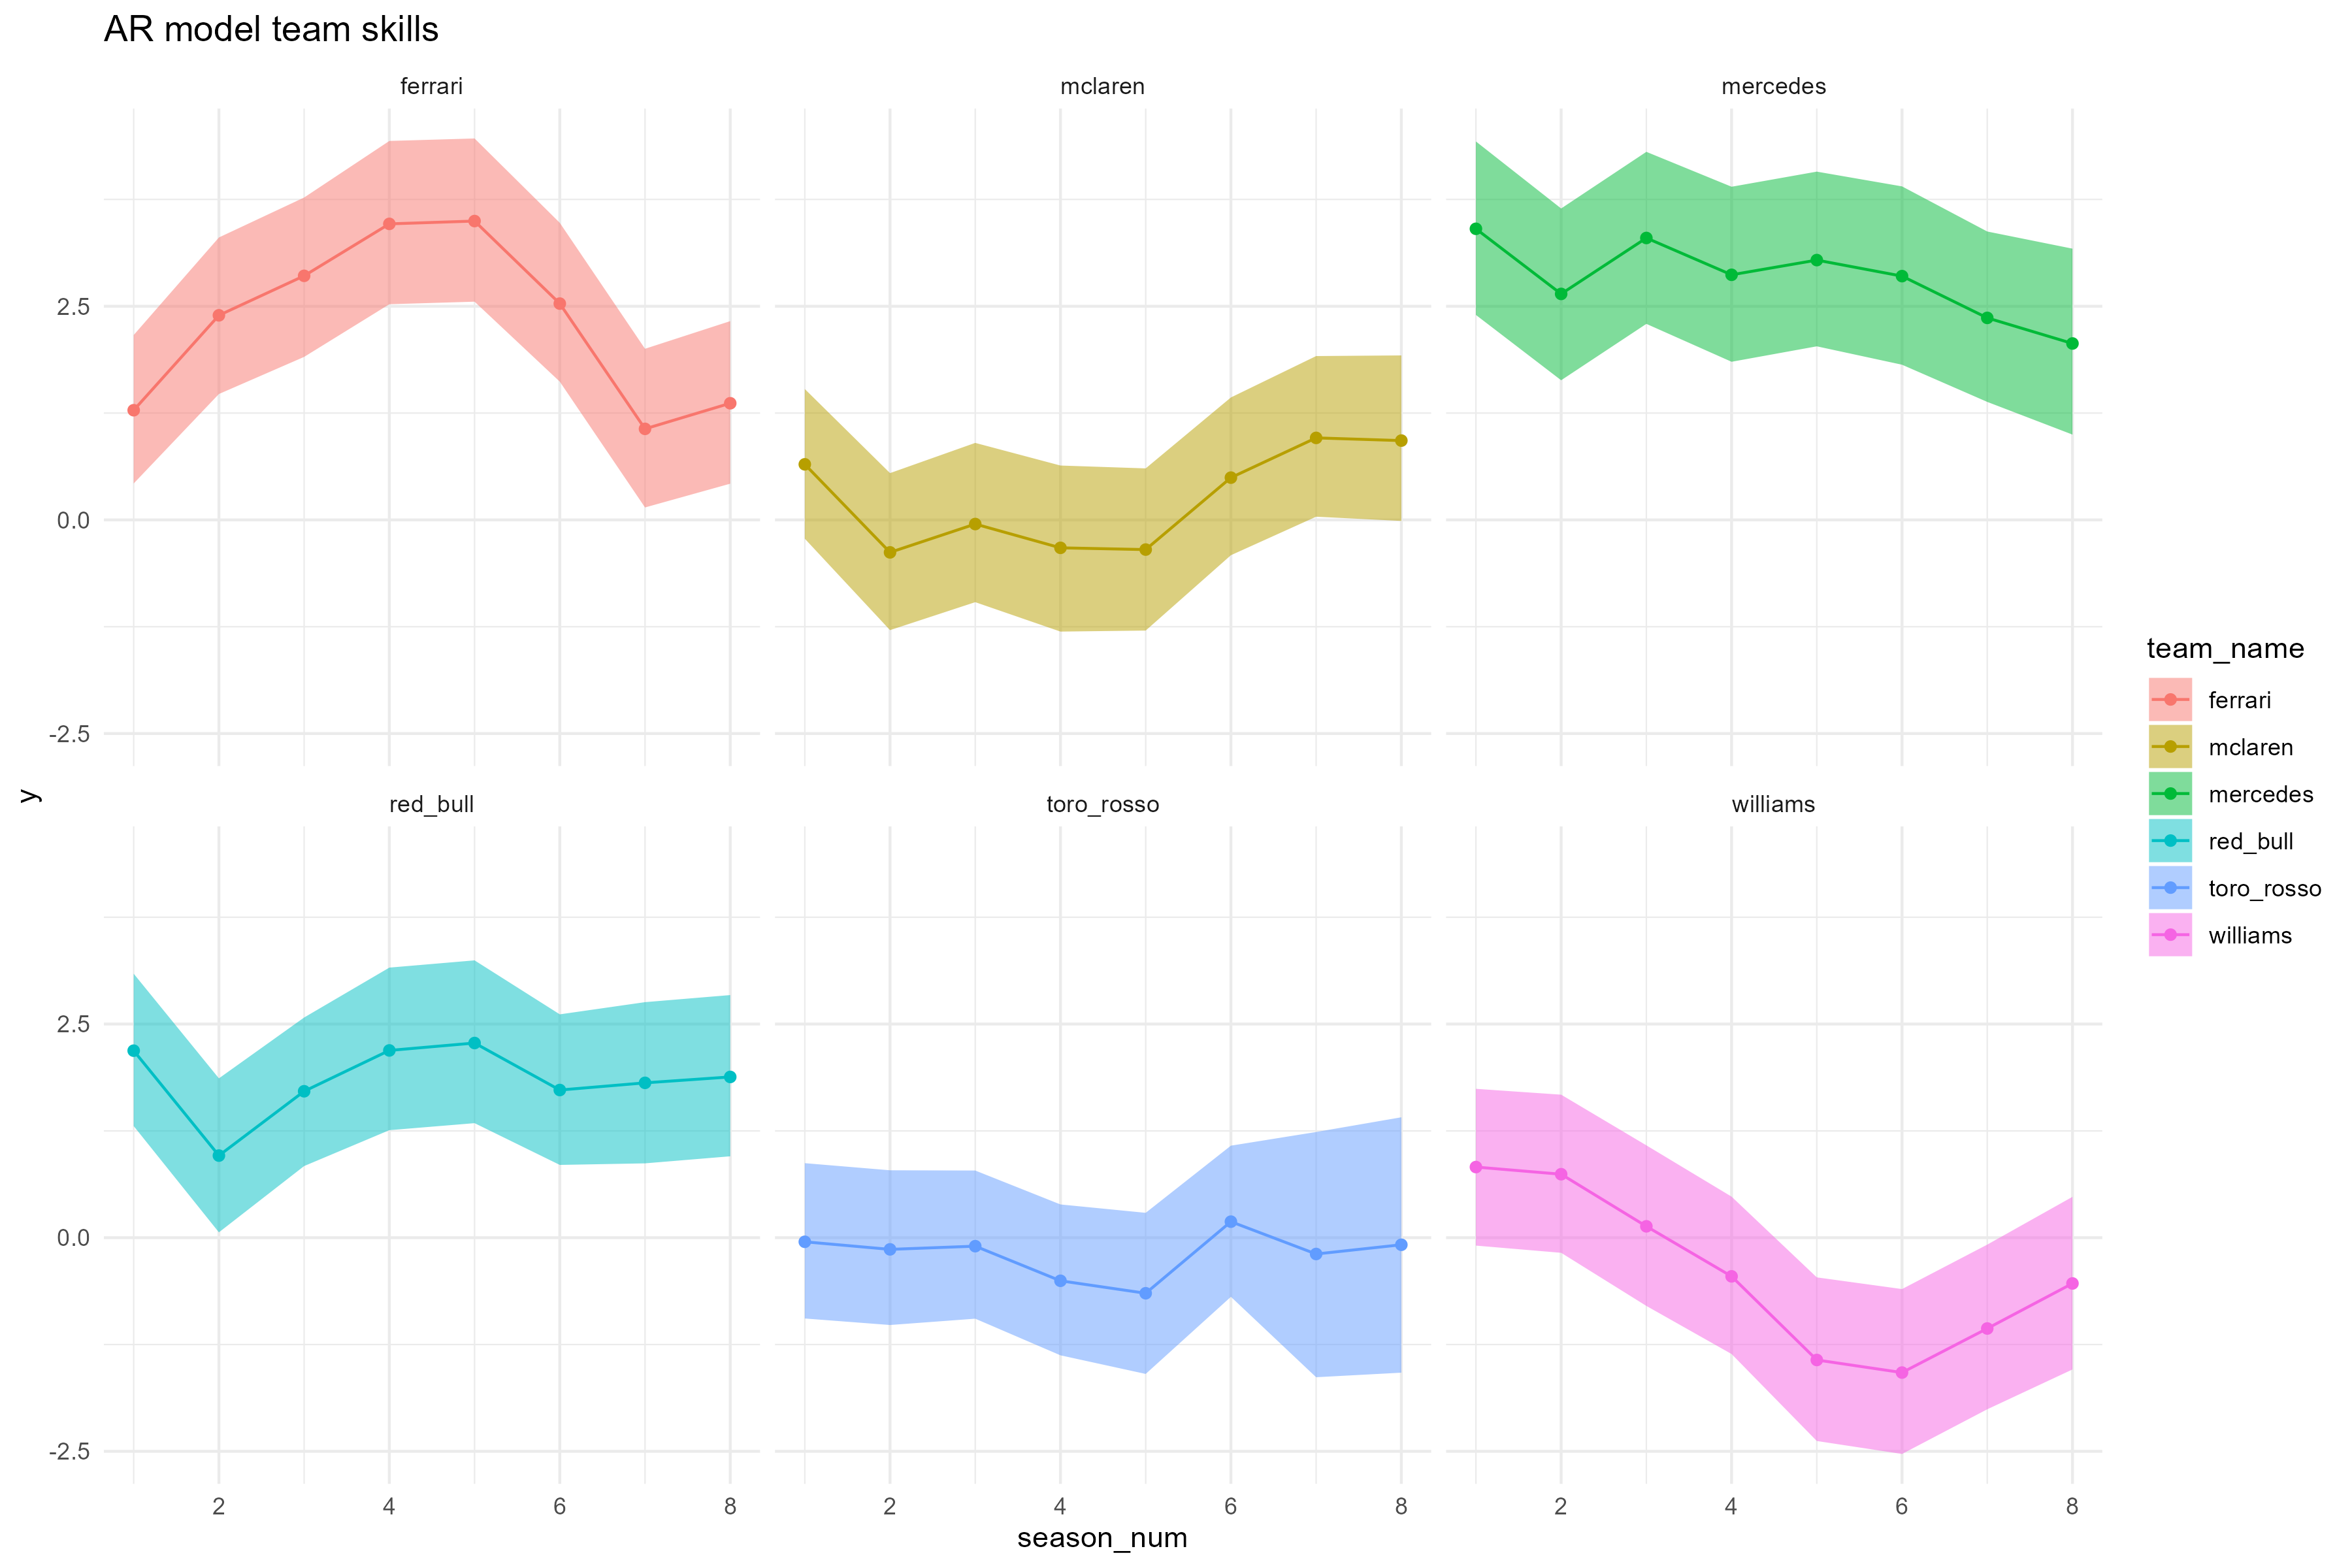 AR model team skills
ferrari
mclaren
mercedes
2.5
0.0
-2.5
y
red_bull
toro_rosso
williams
2.5
0.0
-2.5
2 4 6 8 2 4 6 8 2 4 6 8
season_num
team_name
ferrari
mclaren
mercedes
red_bull
toro_rosso
williams